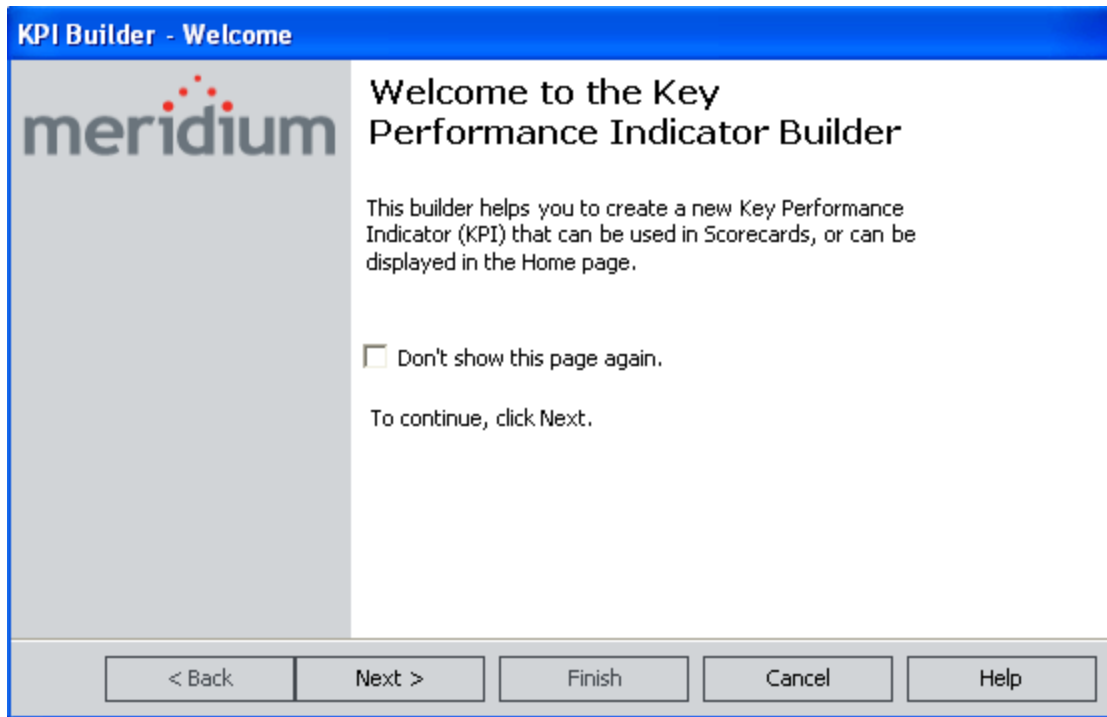 KPI Builder - Welcome
meridium
Welcome to the Key
Performance Indicator Builder
This builder helps you to create a new Key Performance
Indicator (KPI) that can be used in Scorecards, or can be
displayed in the Home page.
Don't show this page again.
To continue, click Next.
< Back
Next >
Finish
Cancel
Help